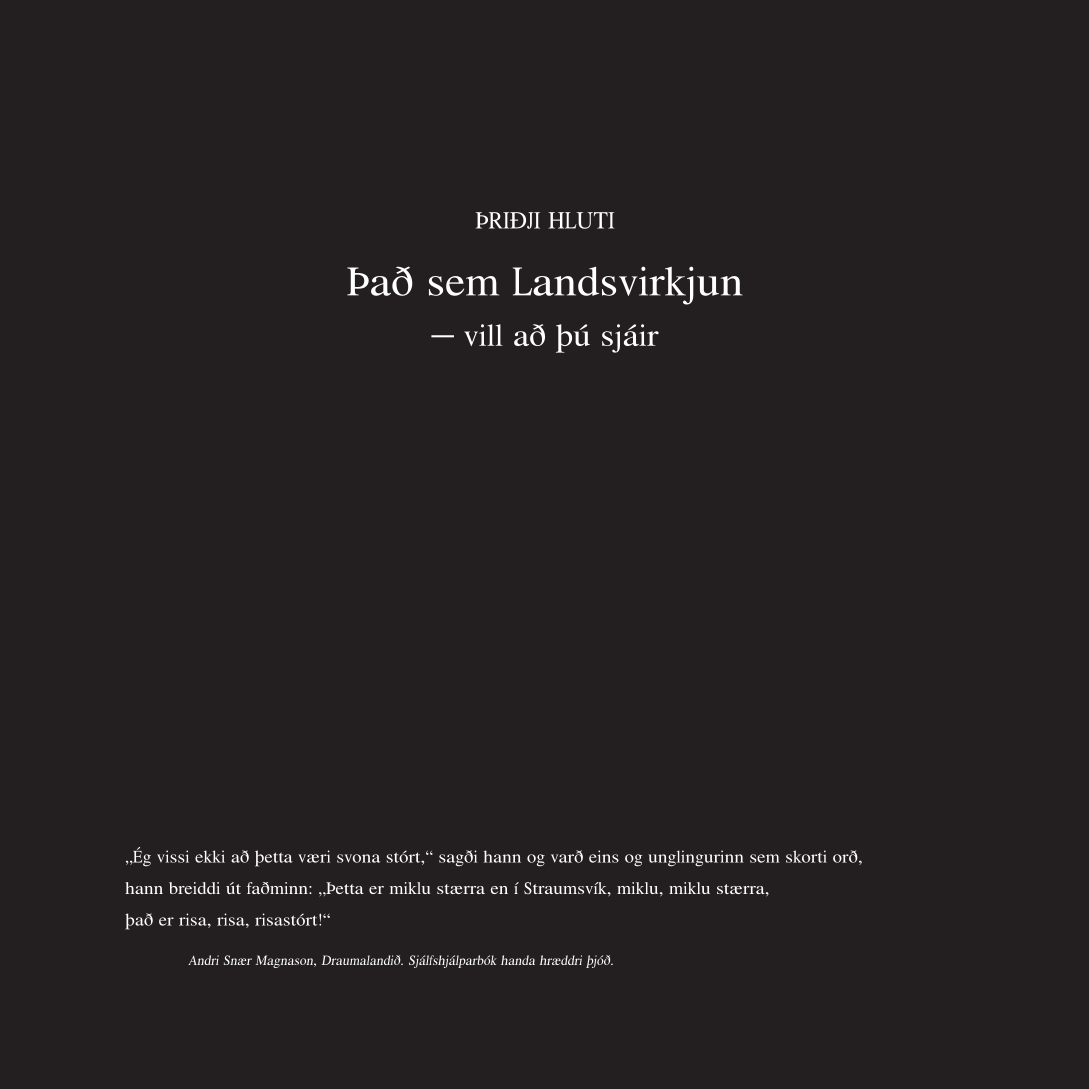 ÞRIÐJI HLUTI
Það sem Landsvirkjun
— vill að þú sjáir
„Ég vissi ekki að þetta væri svona stórt,“ sagði hann og varð eins og unglingurinn sem skorti orð,
hann breiddi út faðminn: „Þetta er miklu stærra en í Straumsvík, miklu, miklu stærra,
það er risa, risa, risastórt!“
Andri Snær Magnason, Draumalandið. Sjálfshjálparbók handa hræddri þjóð.